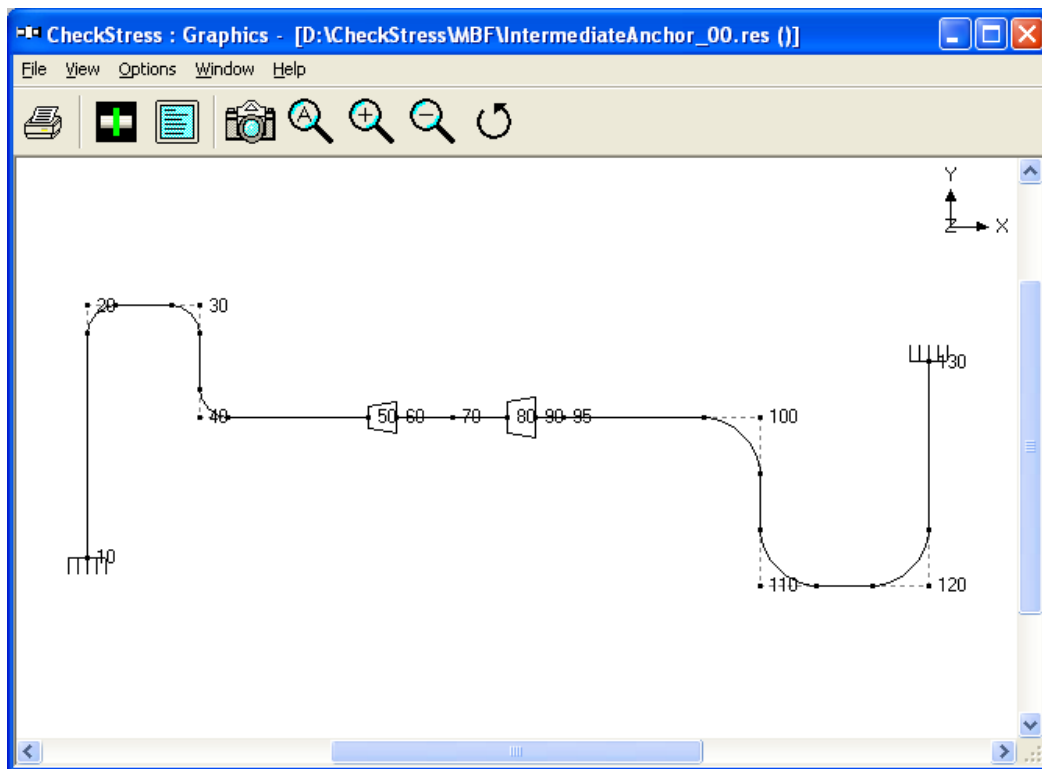 CheckStress : Graphics - [D:\CheckStress\MBF\IntermediateAnchor_00.res ()]
File View Options Window Help
A
Y
Z X
20 30
130
40 50 60 70 80 90 95 100
10
110 120